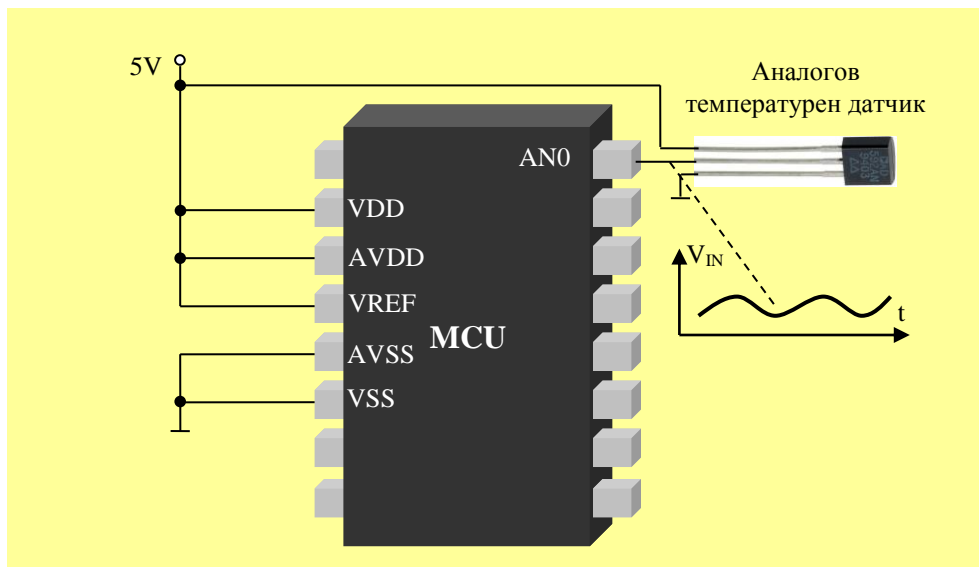 5V
Аналогов
температурен датчик
AN0
VDD
AVDD
VREF
MCU
AVSS
VSS
VIN
t